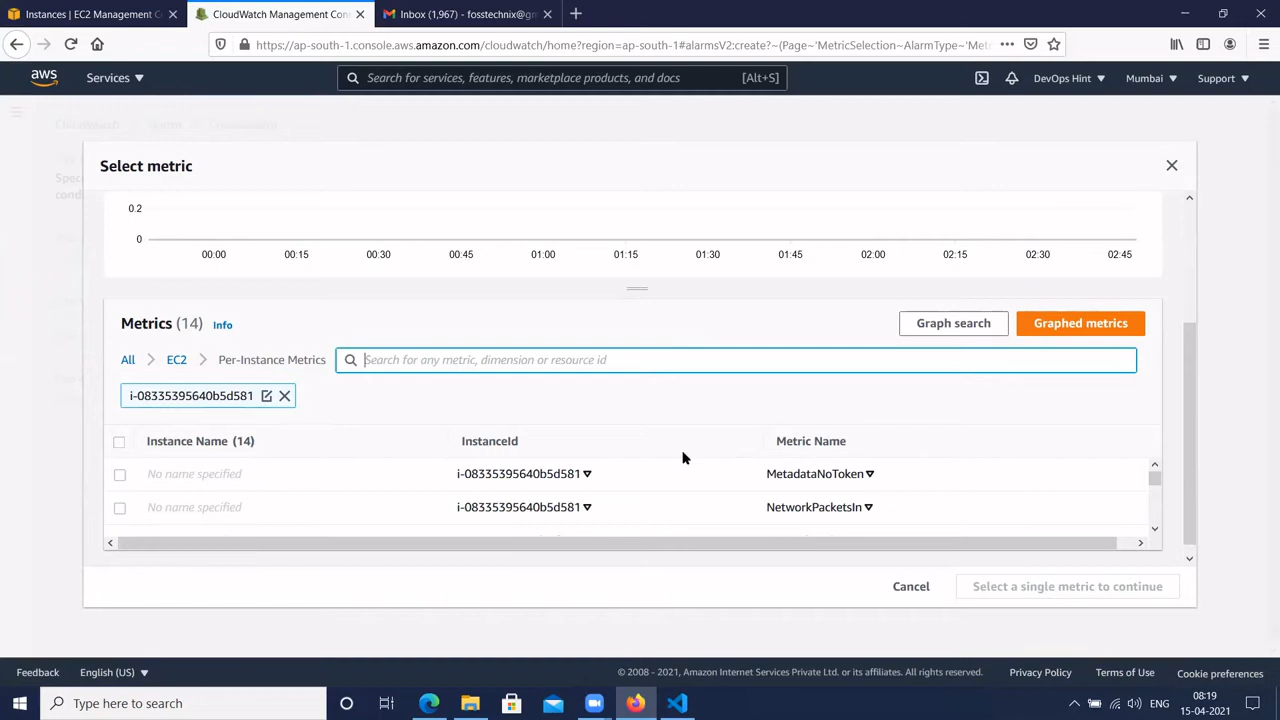 Instances | EC2 Management C
CloudWatch Management Con
Inbox (1,967) - fosstechnix@gm
https://ap-south-1.console.aws.amazon.com/cloudwatch/home?region=ap-south-1#alarmsV2:create?~(Page~'MetricSelection~AlarmType~'Met
aws
Services
Search for services, features, marketplace products, and docs
[Alt+S]
DevOps Hint
Mumbai
Support
CloudWatch
Select metric
0.2
0
00:00 00:15 00:30 00:45 01:00 01:15 01:30 01:45 02:00 02:15 02:30 02:45
Metrics (14) Info
Graph search
Graphed metrics
All
EC2
Per-Instance Metrics
Search for any metric, dimension or resource id
i-08335395640b5d581
Instance Name (14) InstanceId Metric Name
No name specified i-08335395640b5d581 MetadataNoToken
No name specified i-08335395640b5d581 NetworkPacketsIn
Cancel
Select a single metric to continue
Feedback
English (US)
© 2008 - 2021, Amazon Internet Services Private Ltd. or its affiliates. All rights reserved.
Privacy Policy
Terms of Use
Cookie preferences
Type here to search
ENG
08:19
15-04-2021